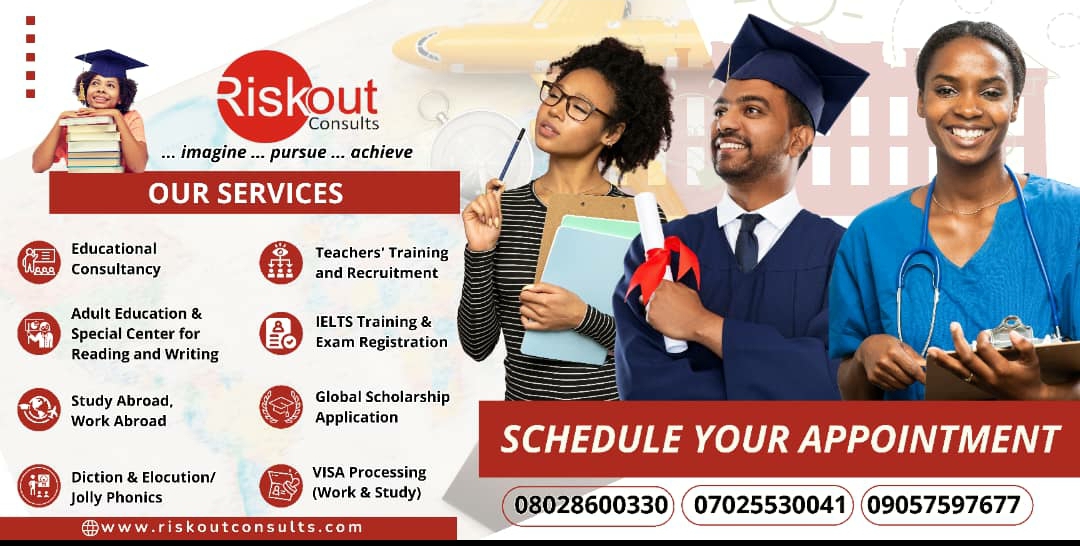 Riskout
Consults
... imagine ... pursue ... achieve
OUR SERVICES
Educational
Consultancy
Adult Education &
Special Center for
Reading and Writing
Study Abroad,
Work Abroad
Diction & Elocution/
Jolly Phonics
Teachers' Training
and Recruitment
IELTS Training &
Exam Registration
Global Scholarship
Application
VISA Processing
(Work & Study)
www.riskoutconsults.com
SCHEDULE YOUR APPOINTMENT
08028600330
07025530041
09057597677